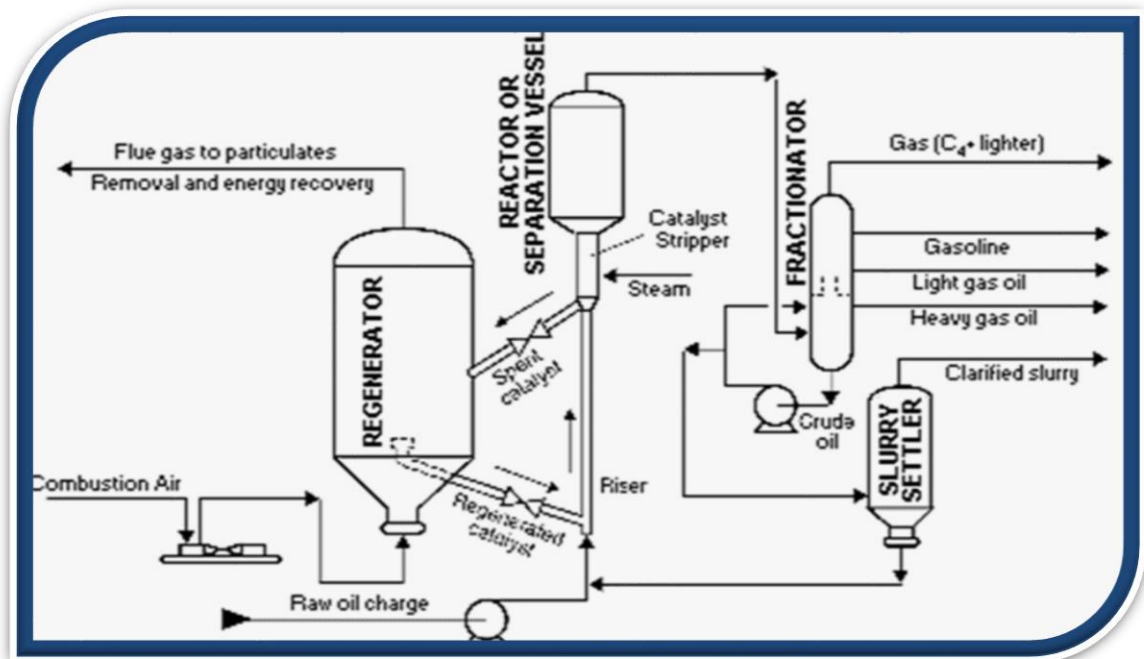 REACTOR OR
SEPARATION VESSEL
Flue gas to particulates
Removal and energy recovery
REGENERATOR
Catalyst
Stripper
Steam
Spent
catalyst
FRACTIONATOR
Gas (C₄+ lighter)
Gasoline
Light gas oil
Heavy gas oil
Clarified slurry
Crude
oil
SLURRY
SETTLER
Combustion Air
Regenerated
catalyst
Riser
Raw oil charge